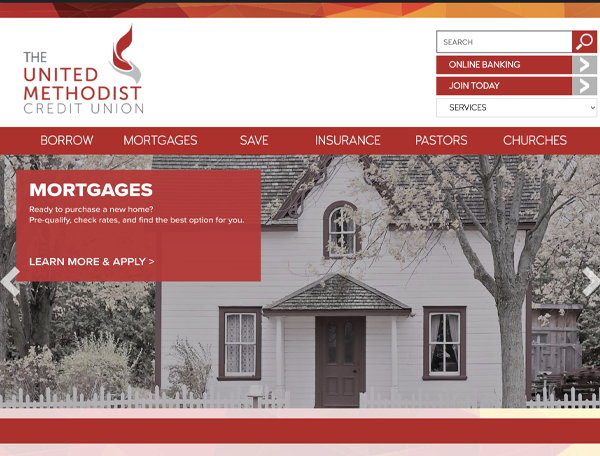 THE
UNITED
METHODIST
CREDIT UNION
SEARCH
ONLINE BANKING
JOIN TODAY
SERVICES
BORROW MORTGAGES SAVE INSURANCE PASTORS CHURCHES
MORTGAGES
Ready to purchase a new home?
Pre-qualify, check rates, and find the best option for you.
LEARN MORE & APPLY >